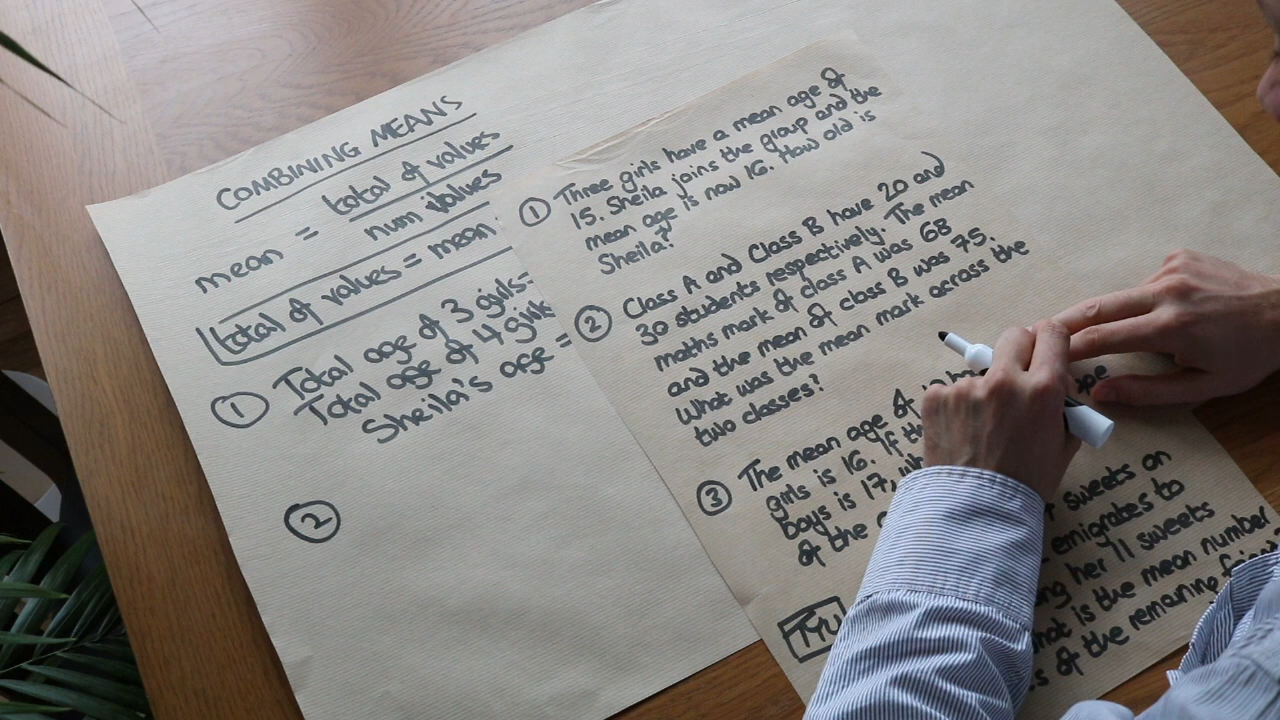 COMBINING MEANS
mean = total of values
num values
total of values = mean
① Total age of 3 girls=
Total age of 4 girls
Sheila's age =
②
① Three girls have a mean age of
15. Sheila joins the group and the
mean age is now 16. How old is
Sheila?
② Class A and Class B have 20 and
30 students respectively. The mean
maths mark of class A was 68
and the mean of class B was 75.
What was the mean mark across the
two classes?
③ The mean age of
girls is 16. If
boys is 17,
of the
TYU
sweets on
emigrates to
her 11 sweets
is the mean number
of the remaining